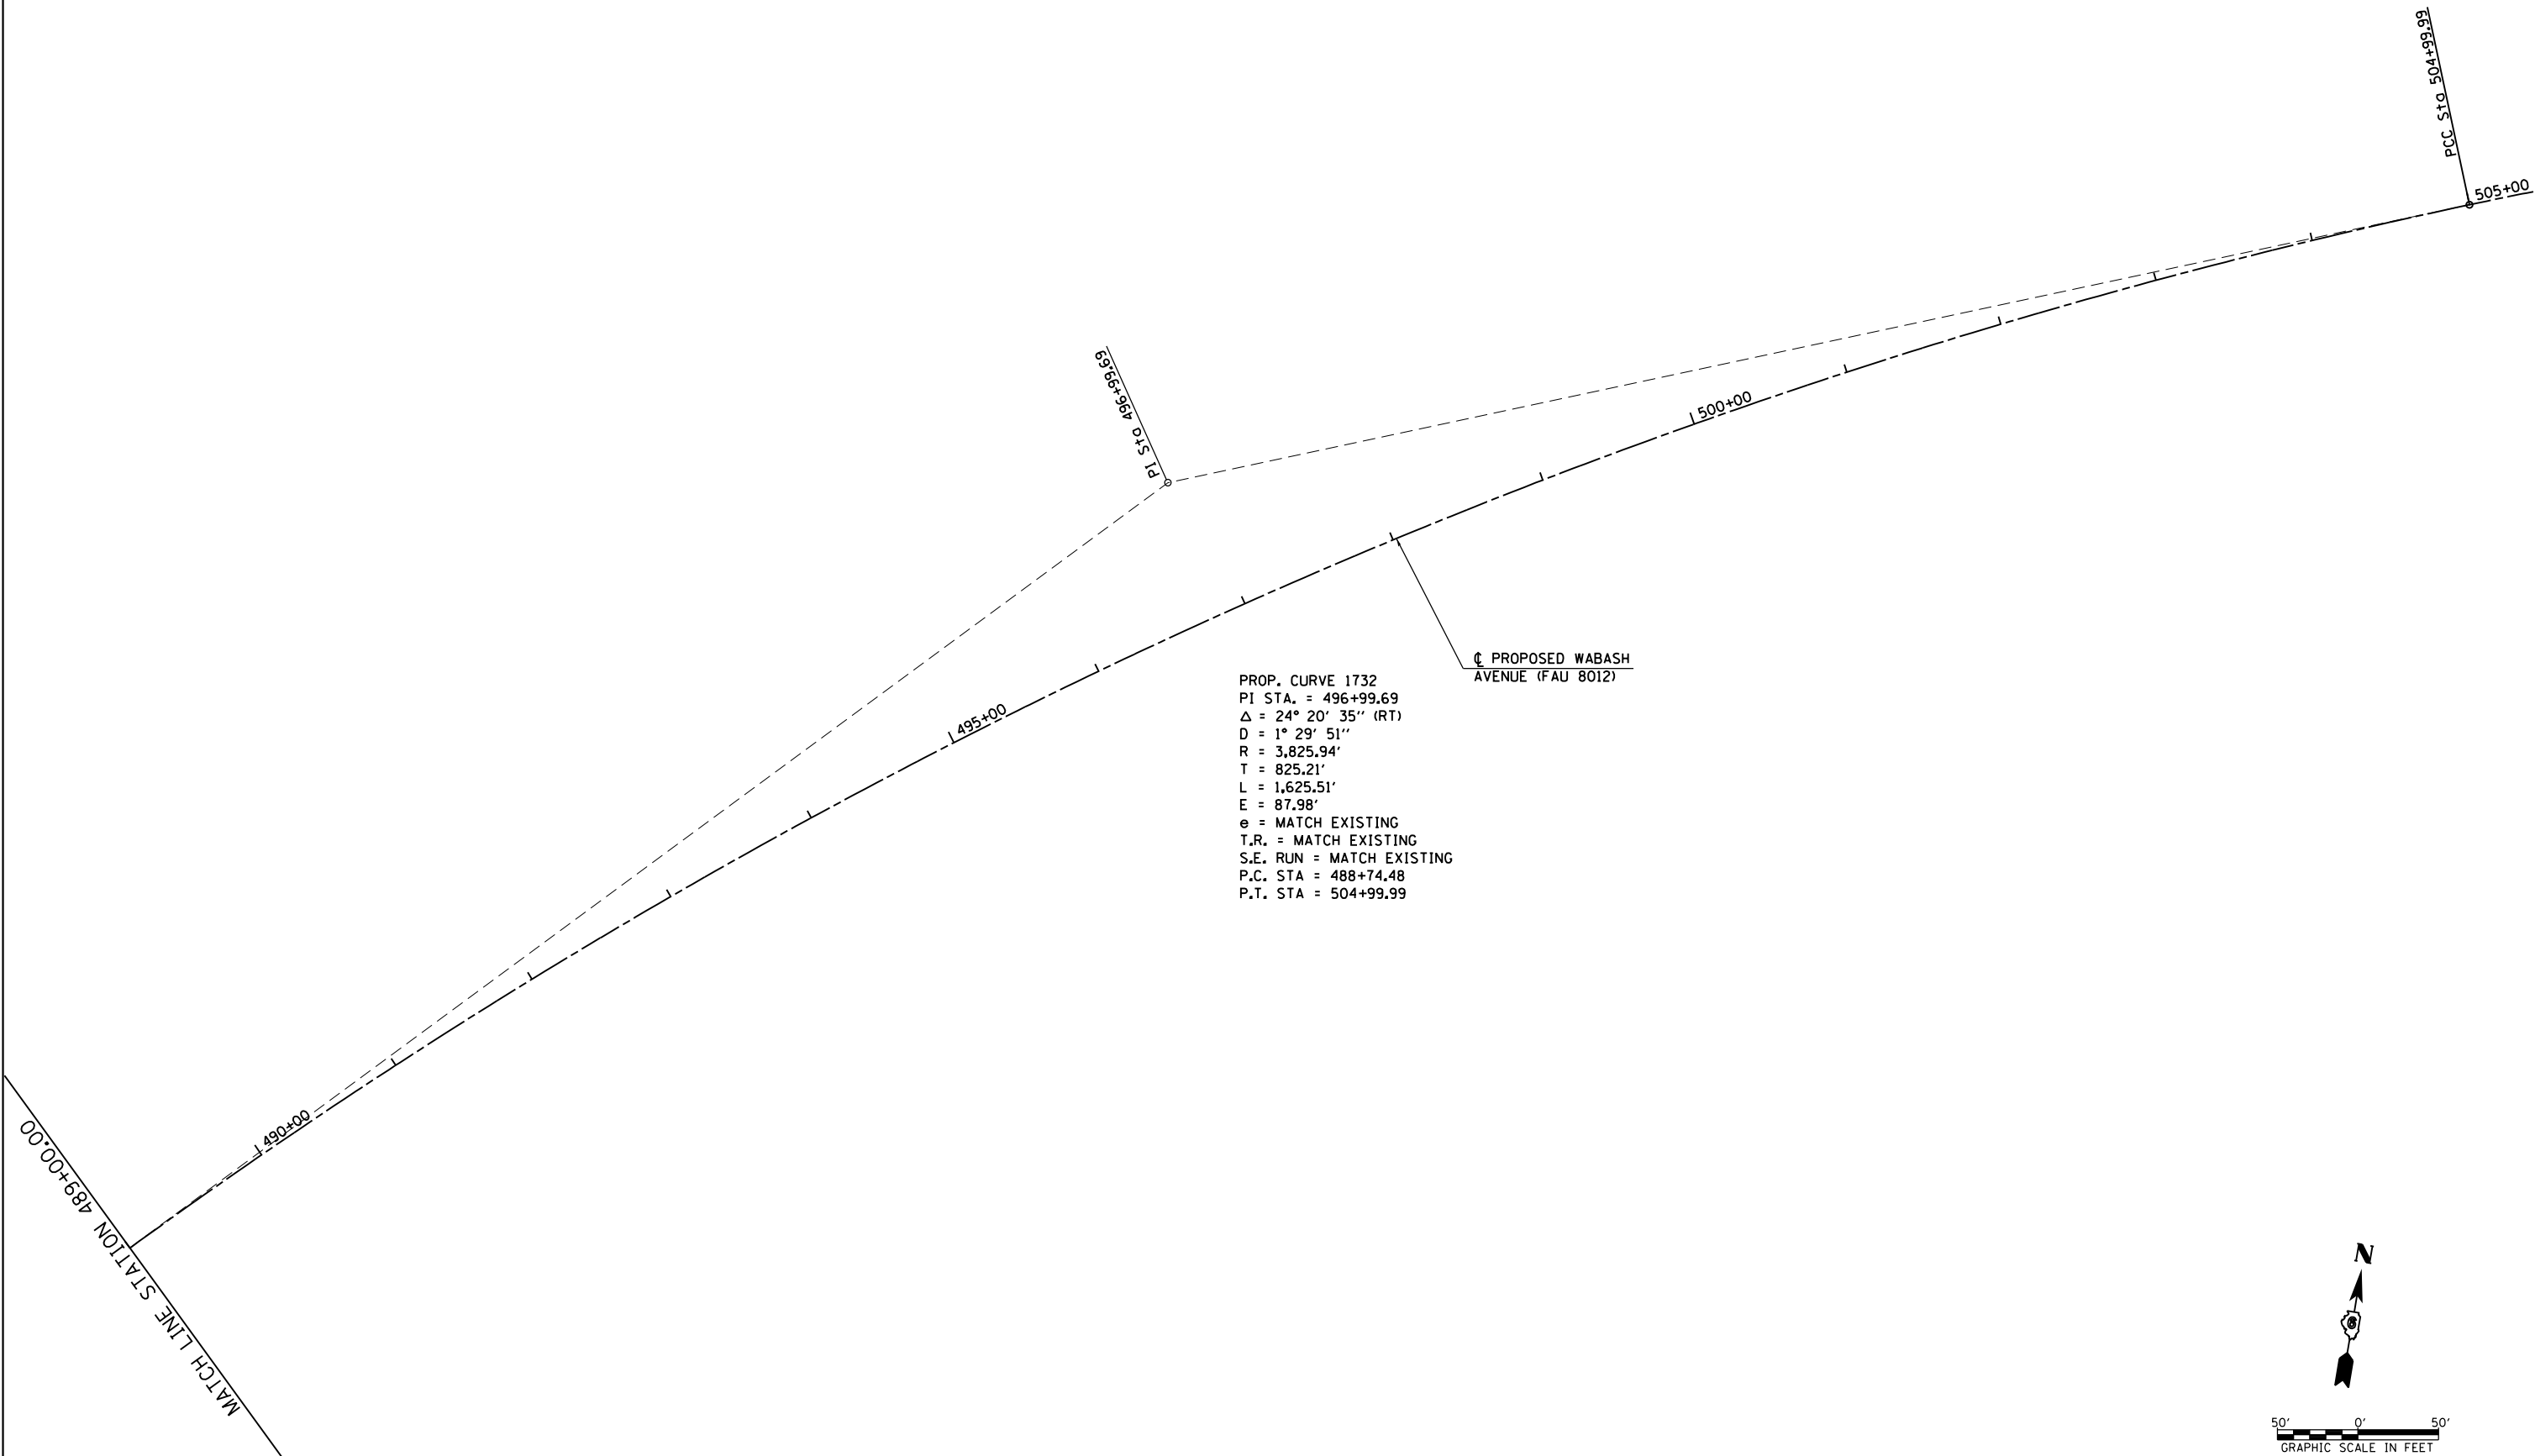 PCC Sta 504+99.99
505+00
PI Sta 496+99.69
500+00
℄ PROPOSED WABASH
AVENUE (FAU 8012)
495+00
PROP. CURVE 1732
PI STA. = 496+99.69
Δ = 24° 20' 35'' (RT)
D = 1° 29' 51''
R = 3,825.94'
T = 825.21'
L = 1,625.51'
E = 87.98'
e = MATCH EXISTING
T.R. = MATCH EXISTING
S.E. RUN = MATCH EXISTING
P.C. STA = 488+74.48
P.T. STA = 504+99.99
490+00
MATCH LINE STATION 489+00.00
N
6
50' 0' 50'
GRAPHIC SCALE IN FEET